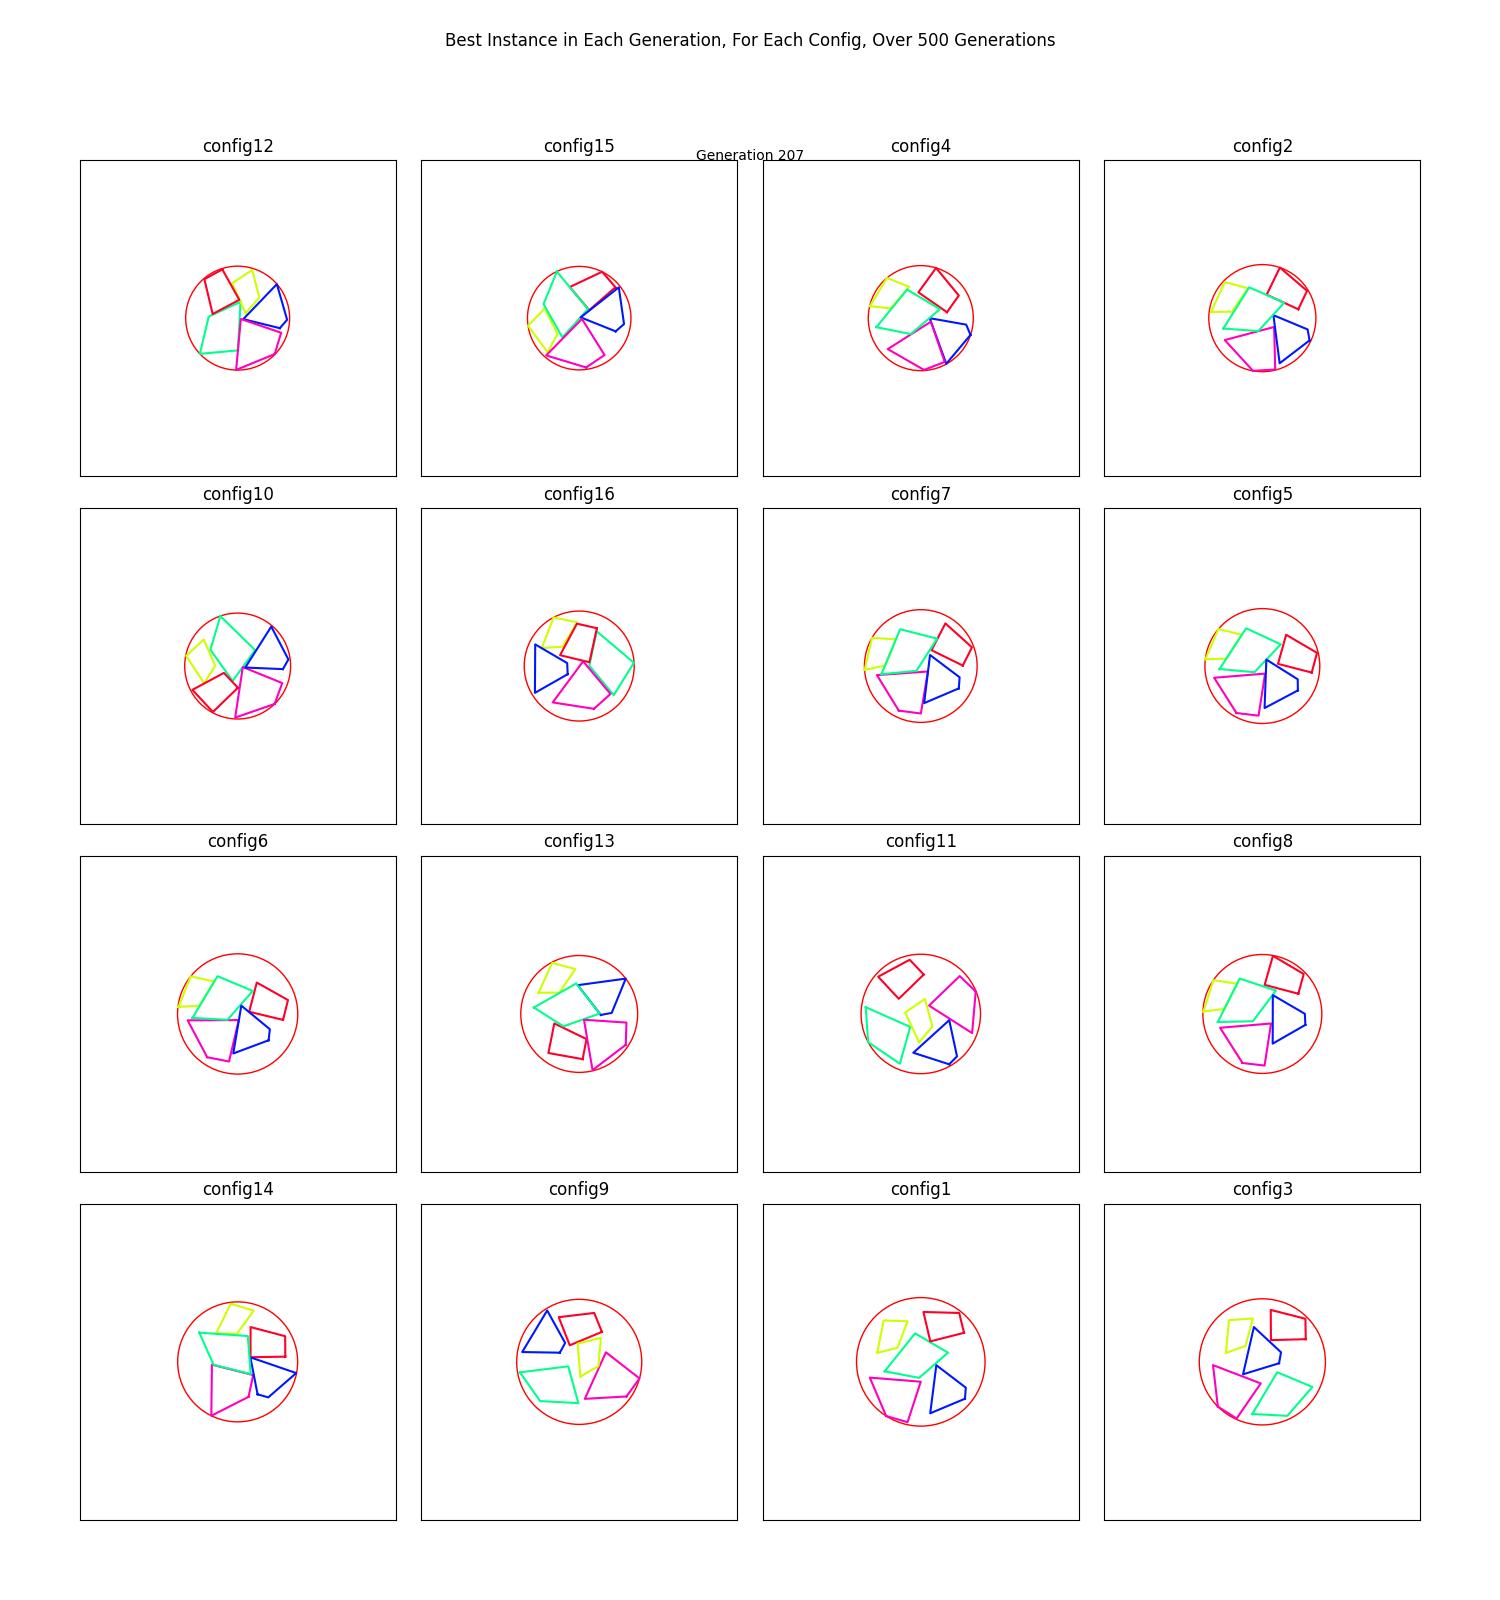 Best Instance in Each Generation, For Each Config, Over 500 Generations
Generation 207
config12
config15
config4
config2
config10
config16
config7
config5
config6
config13
config11
config8
config14
config9
config1
config3